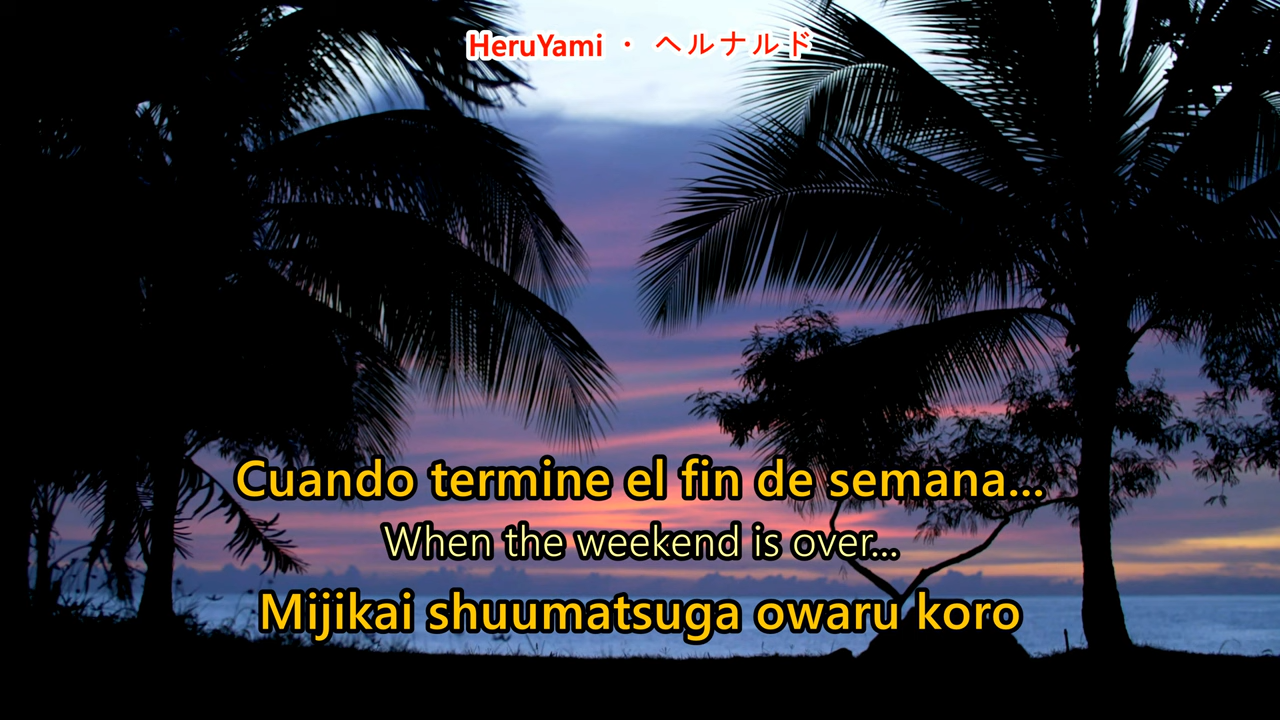 HeruYami ・ ヘルナルド
Cuando termine el fin de semana...
When the weekend is over...
Mijikai shuumatsuga owaru koro